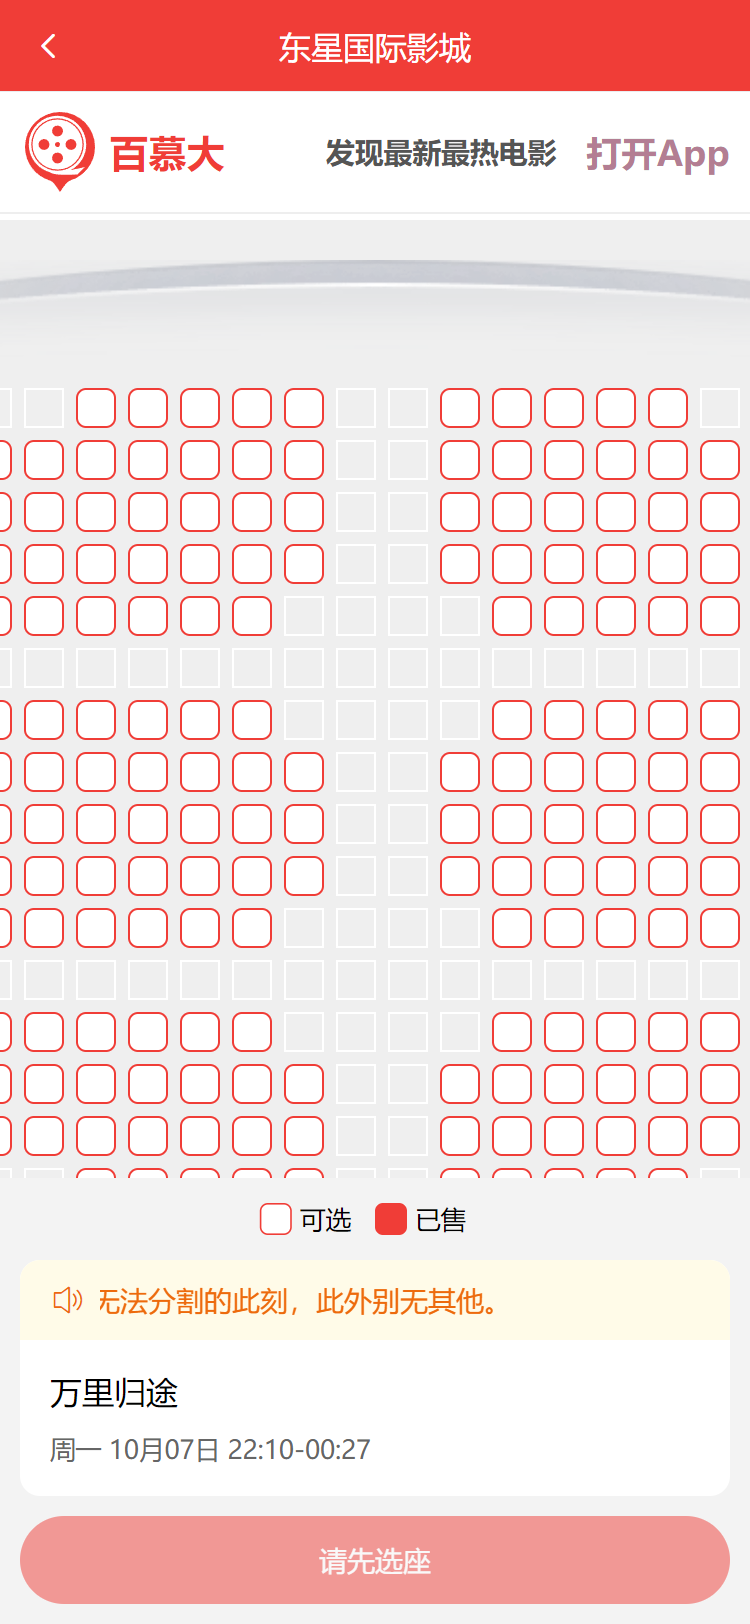 东星国际影城
百慕大 发现最新最热电影 打开App
可选 已售
无法分割的此刻，此外别无其他。
万里归途
周一 10月07日 22:10-00:27
请先选座